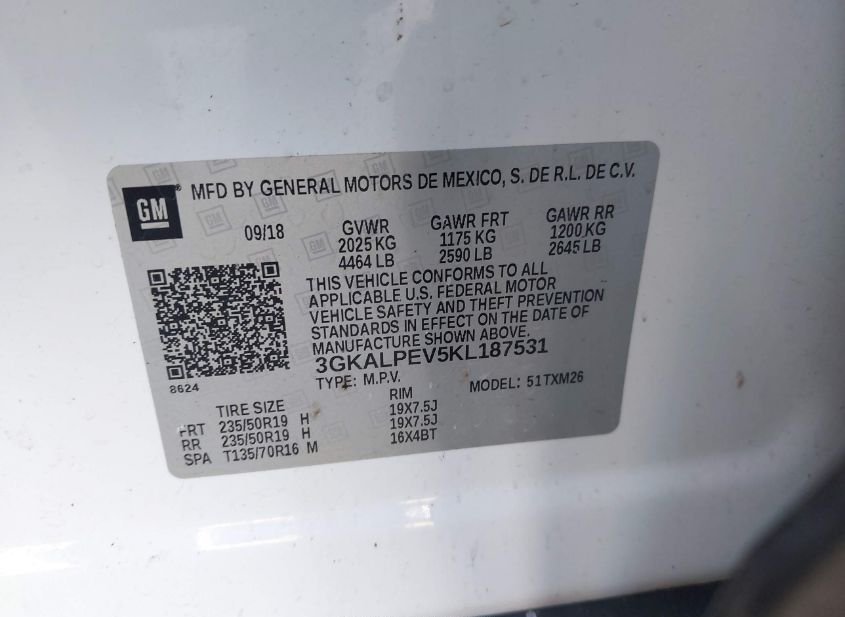 GM ® MFD BY GENERAL MOTORS DE MEXICO, S. DE R.L. DE C.V.
09/18 GVWR GAWR FRT GAWR RR
2025 KG 1175 KG 1200 KG
4464 LB 2590 LB 2645 LB
THIS VEHICLE CONFORMS TO ALL
APPLICABLE U.S. FEDERAL MOTOR
VEHICLE SAFETY AND THEFT PREVENTION
STANDARDS IN EFFECT ON THE DATE OF
MANUFACTURE SHOWN ABOVE.
3GKALPEV5KL187531
8624 TYPE: M.P.V. MODEL: 51TXM26
TIRE SIZE RIM
FRT 235/50R19 H 19X7.5J
RR 235/50R19 H 19X7.5J
SPA T135/70R16 M 16X4BT